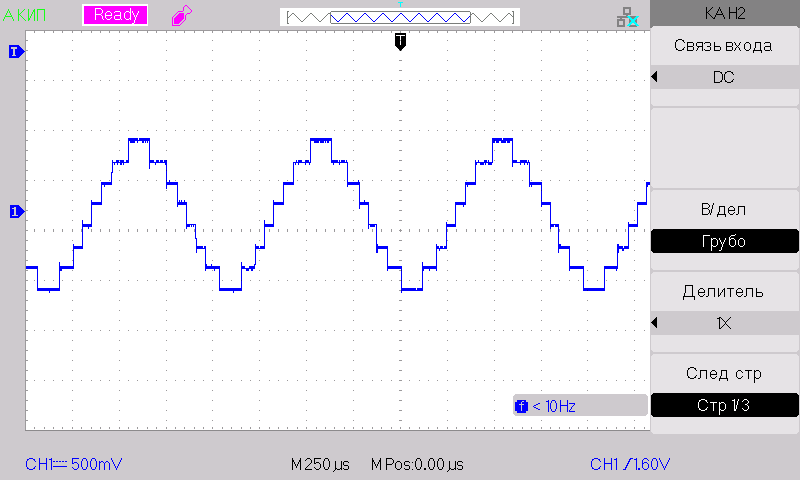 АКИП Ready КАН2
T
Связь входа
DC
В/дел
Грубо
Делитель
1X
След стр
Стр 1/3
T
1
f < 10Hz
CH1 500mV M 250µs M Pos:0.00µs CH1 /1.60V